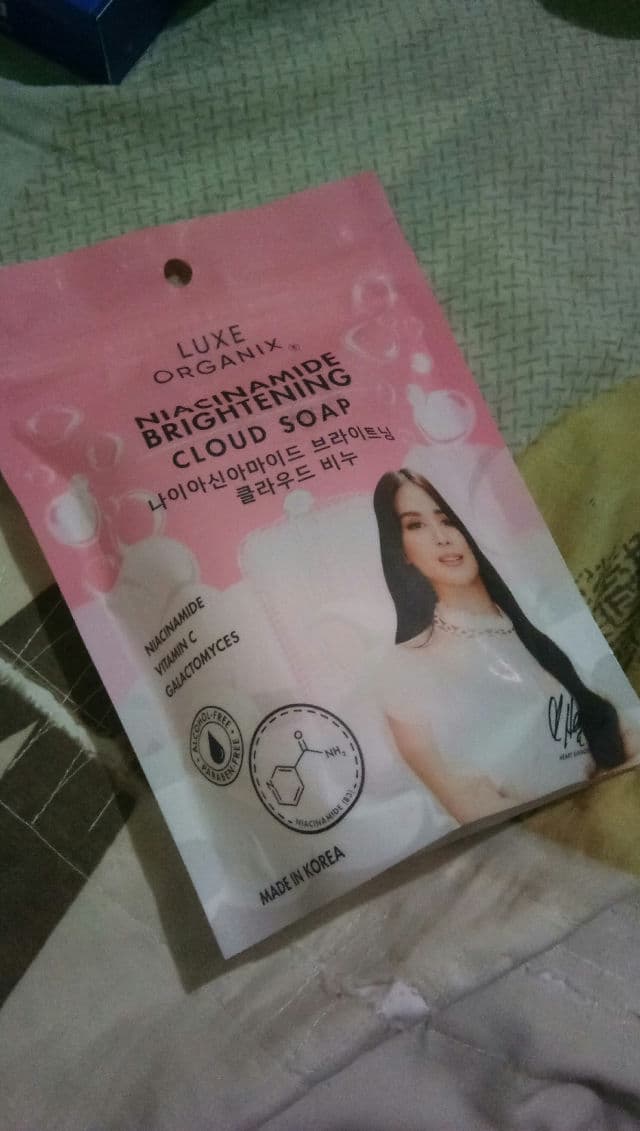 LUXE
ORGANIX®
NIACINAMIDE
BRIGHTENING
CLOUD SOAP
나이아신아마이드 브라이트닝
클라우드 비누
NIACINAMIDE
VITAMIN C
GALACTOMYCES
ALCOHOL-FREE
PARABEN-FREE
O
NH₂
N
NIACINAMIDE (B3)
HEART
MADE IN KOREA